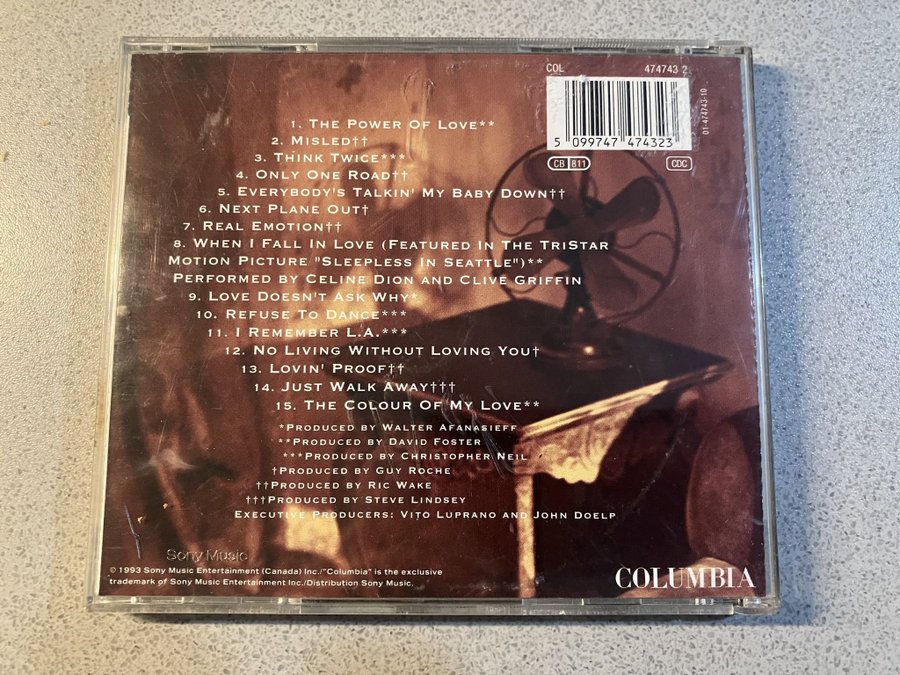 COL 474743 2
01-474743-10
5 099747 474323
CB 811
CDC
1. The Power Of Love**
2. Misled††
3. Think Twice***
4. Only One Road††
5. Everybody's Talkin' My Baby Down††
6. Next Plane Out†
7. Real Emotion††
8. When I Fall In Love (Featured In The TriStar
Motion Picture "Sleepless In Seattle")**
Performed by Celine Dion and Clive Griffin
9. Love Doesn't Ask Why*
10. Refuse To Dance***
11. I Remember L.A.***
12. No Living Without Loving You†
13. Lovin' Proof††
14. Just Walk Away†††
15. The Colour Of My Love**
*Produced by Walter Afanasieff
**Produced by David Foster
***Produced by Christopher Neil
†Produced by Guy Roche
††Produced by Ric Wake
†††Produced by Steve Lindsey
Executive Producers: Vito Luprano and John Doelp
Sony Music
© 1993 Sony Music Entertainment (Canada) Inc./"Columbia" is the exclusive
trademark of Sony Music Entertainment Inc./Distribution Sony Music.
COLUMBIA